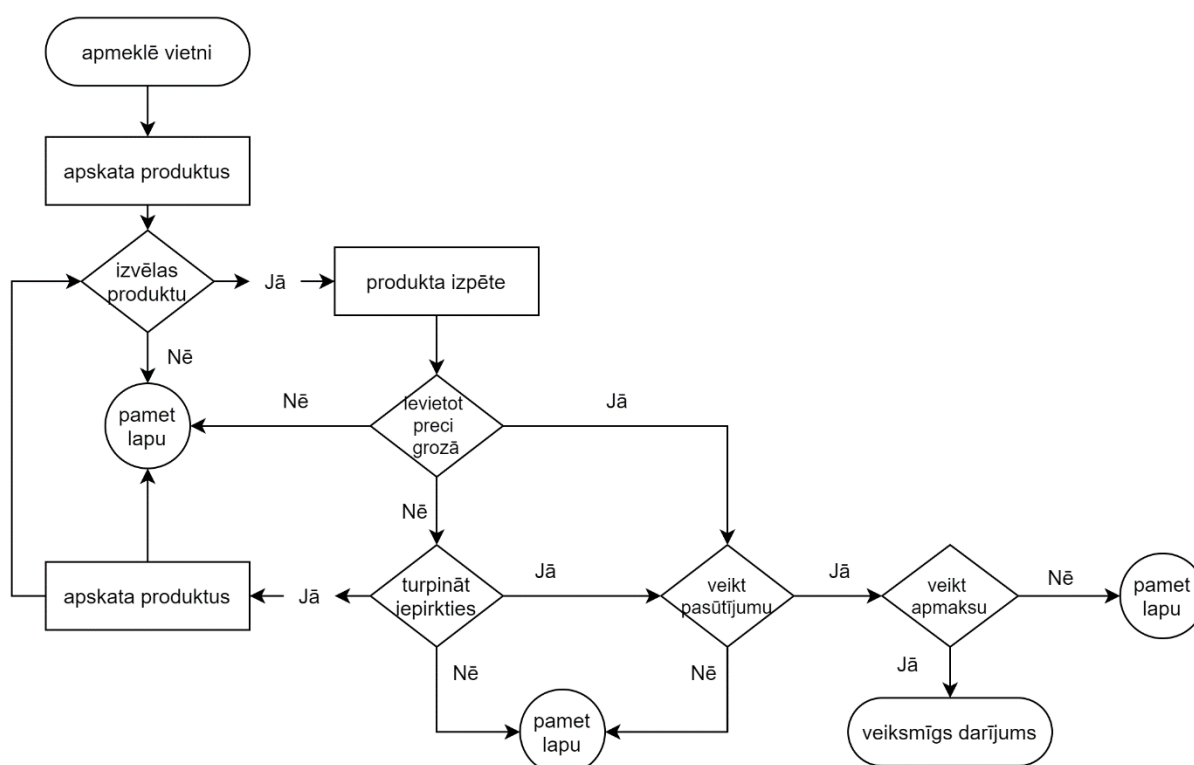 apmeklē vietni
apskata produktus
izvēlas
produktu
Jā
produkta izpēte
Nē
pamet
lapu
Nē
Ievietot
preci
grozā
Jā
Nē
apskata produktus
Jā
turpināt
iepirkties
Jā
veikt
pasūtījumu
Jā
veikt
apmaksu
Nē
pamet
lapu
Nē
pamet
lapu
Nē
Jā
veiksmīgs darījums